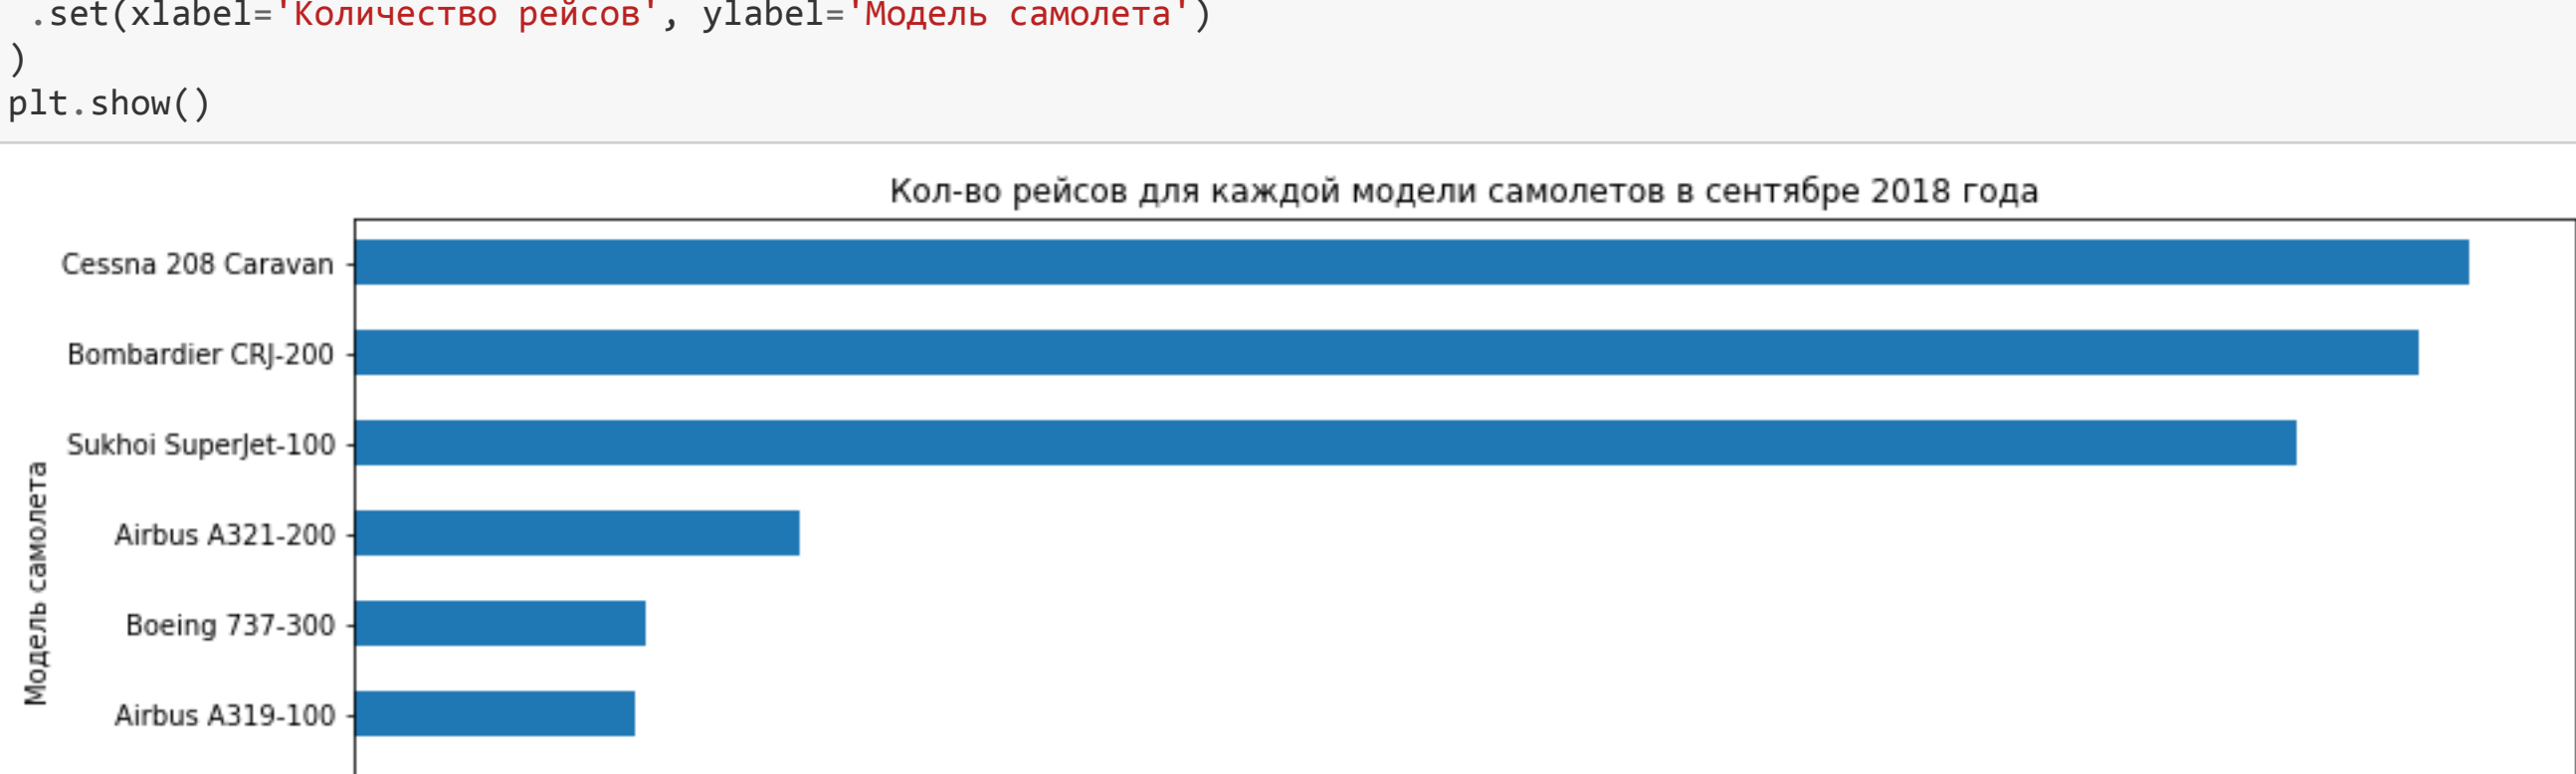 .set(xlabel='Количество рейсов', ylabel='Модель самолета')
)
plt.show()
Кол-во рейсов для каждой модели самолетов в сентябре 2018 года
Cessna 208 Caravan
Bombardier CRJ-200
Sukhoi SuperJet-100
Airbus A321-200
Boeing 737-300
Airbus A319-100
Модель самолета